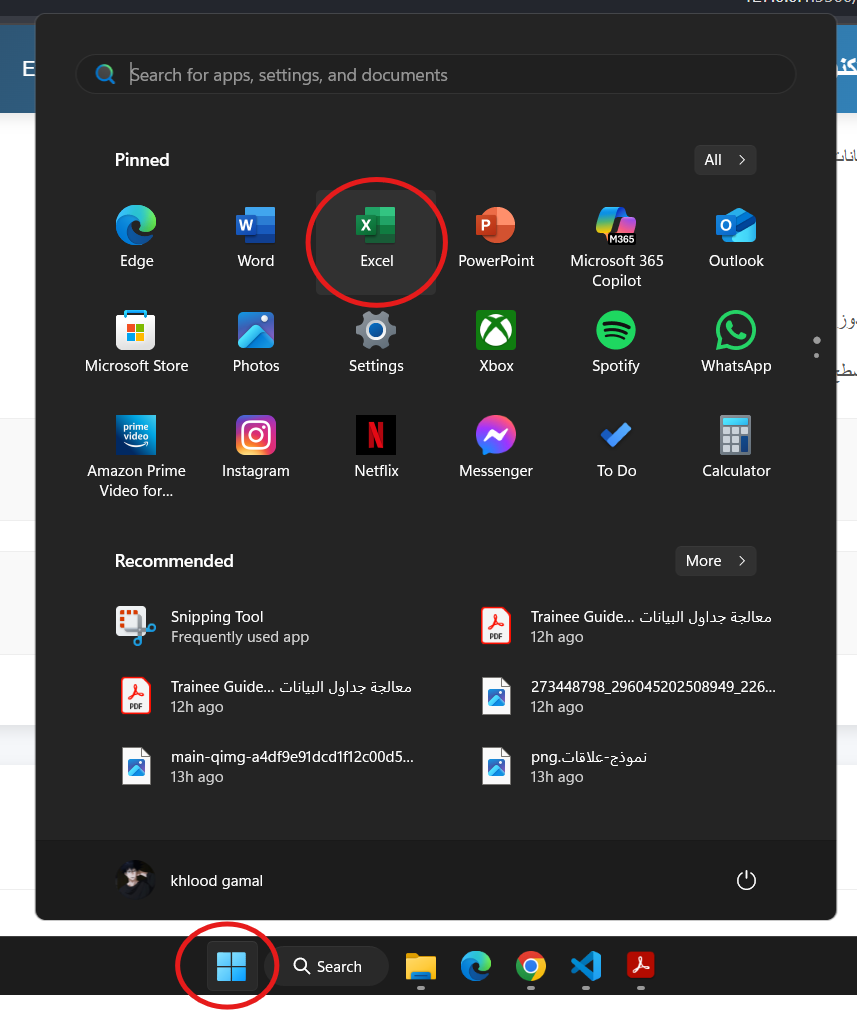 Search for apps, settings, and documents
Pinned
All
Edge
Word
Excel
PowerPoint
Microsoft 365
Copilot
M365
Outlook
Microsoft Store
Photos
Settings
Xbox
Spotify
WhatsApp
prime
video
Amazon Prime
Video for...
Instagram
Netflix
Messenger
To Do
Calculator
Recommended
More
Snipping Tool
Frequently used app
Trainee Guide... معالجة جداول البيانات
12h ago
Trainee Guide... معالجة جداول البيانات
12h ago
273448798_296045202508949_226...
12h ago
main-qimg-a4df9e91dcd1f12c00d5...
13h ago
نموذج-علاقات.png
13h ago
khlood gamal
Search